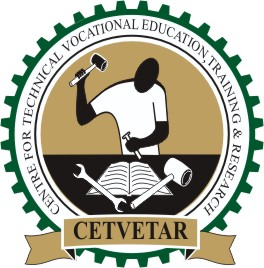 CENTRE FOR TECHNICAL VOCATIONAL EDUCATION, TRAINING & RESEARCH
CETVETAR